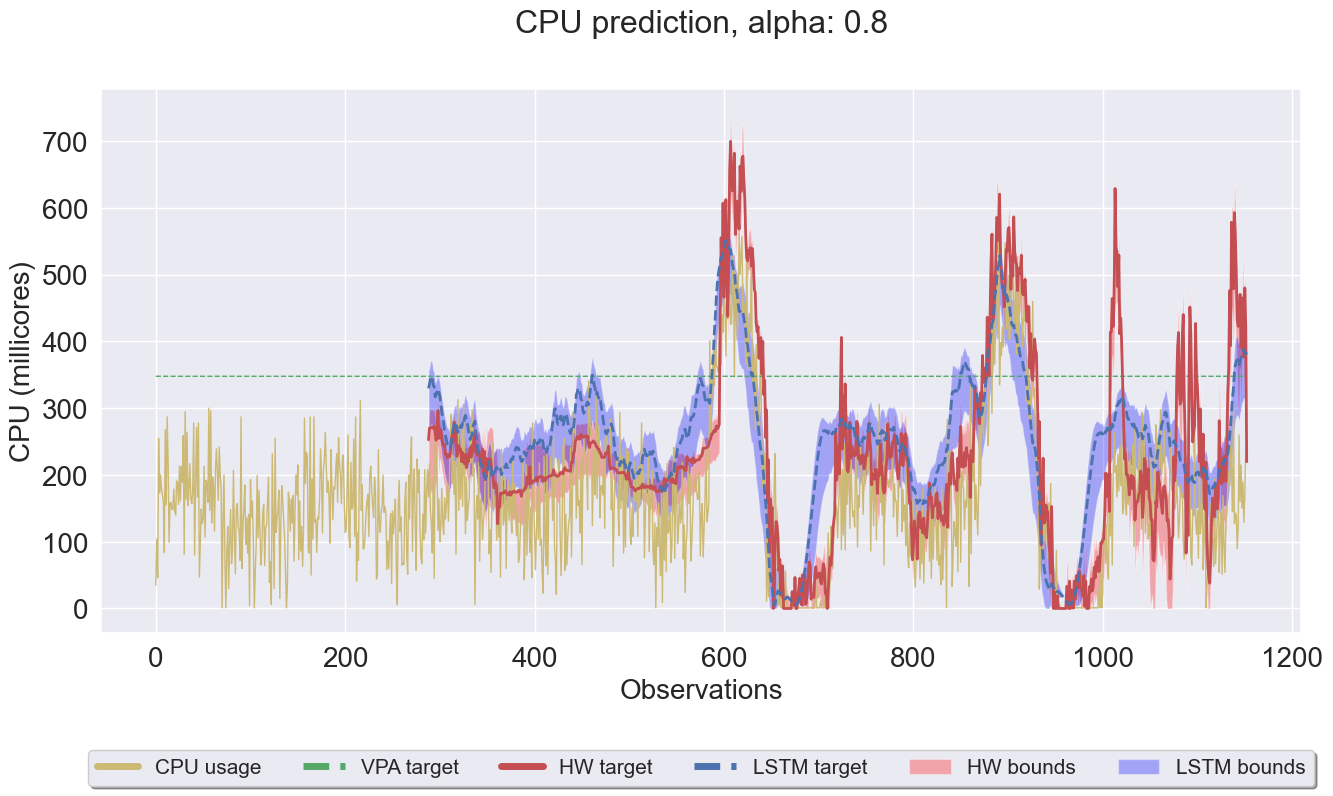 CPU prediction, alpha: 0.8
CPU (millicores)
700
600
500
400
300
200
100
0
0 200 400 600 800 1000 1200
Observations
CPU usage VPA target HW target LSTM target HW bounds LSTM bounds